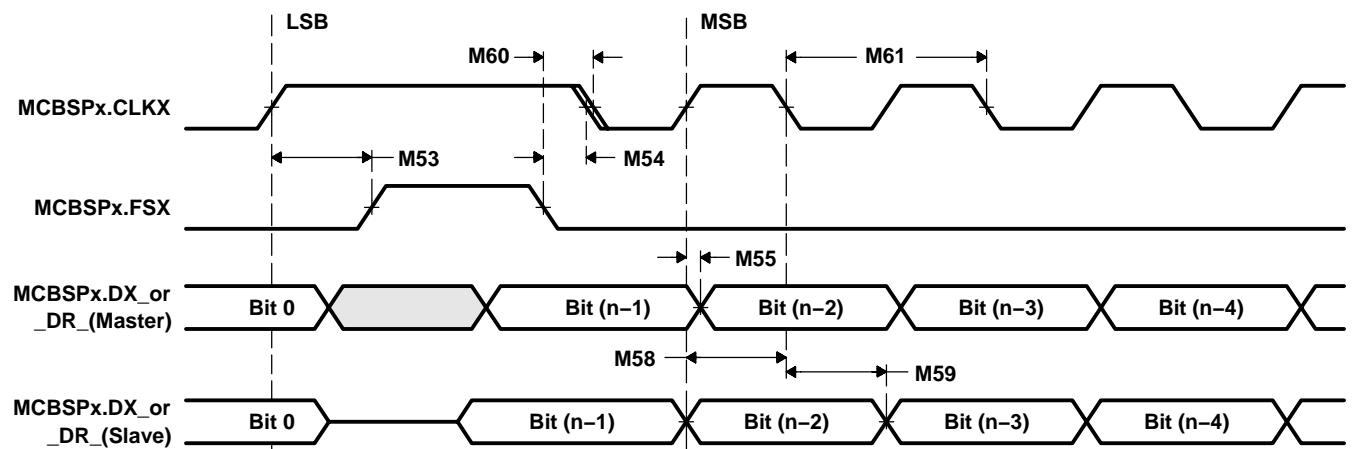 LSB
MSB
M60
M61
MCBSPx.CLKX
M53
M54
MCBSPx.FSX
M55
MCBSPx.DX_or
_DR_(Master)
Bit 0
Bit (n−1)
Bit (n−2)
Bit (n−3)
Bit (n−4)
M58
M59
MCBSPx.DX_or
_DR_(Slave)
Bit 0
Bit (n−1)
Bit (n−2)
Bit (n−3)
Bit (n−4)